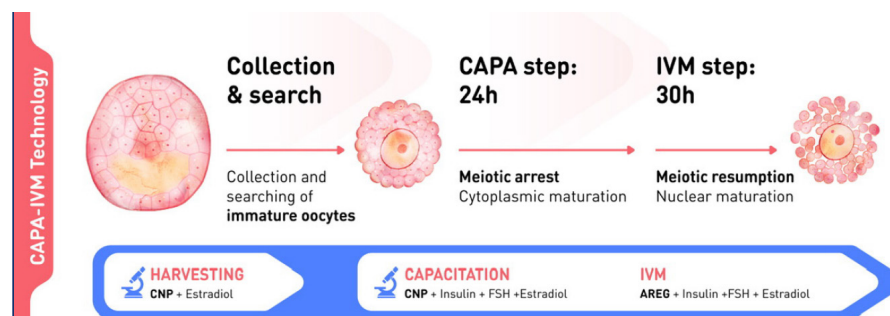 CAPA-IVM Technology
Collection
& search
CAPA step:
24h
IVM step:
30h
Collection and
searching of
immature oocytes
Meiotic arrest
Cytoplasmic maturation
Meiotic resumption
Nuclear maturation
HARVESTING
CNP + Estradiol
CAPACITATION
CNP + Insulin + FSH +Estradiol
IVM
AREG + Insulin +FSH + Estradiol